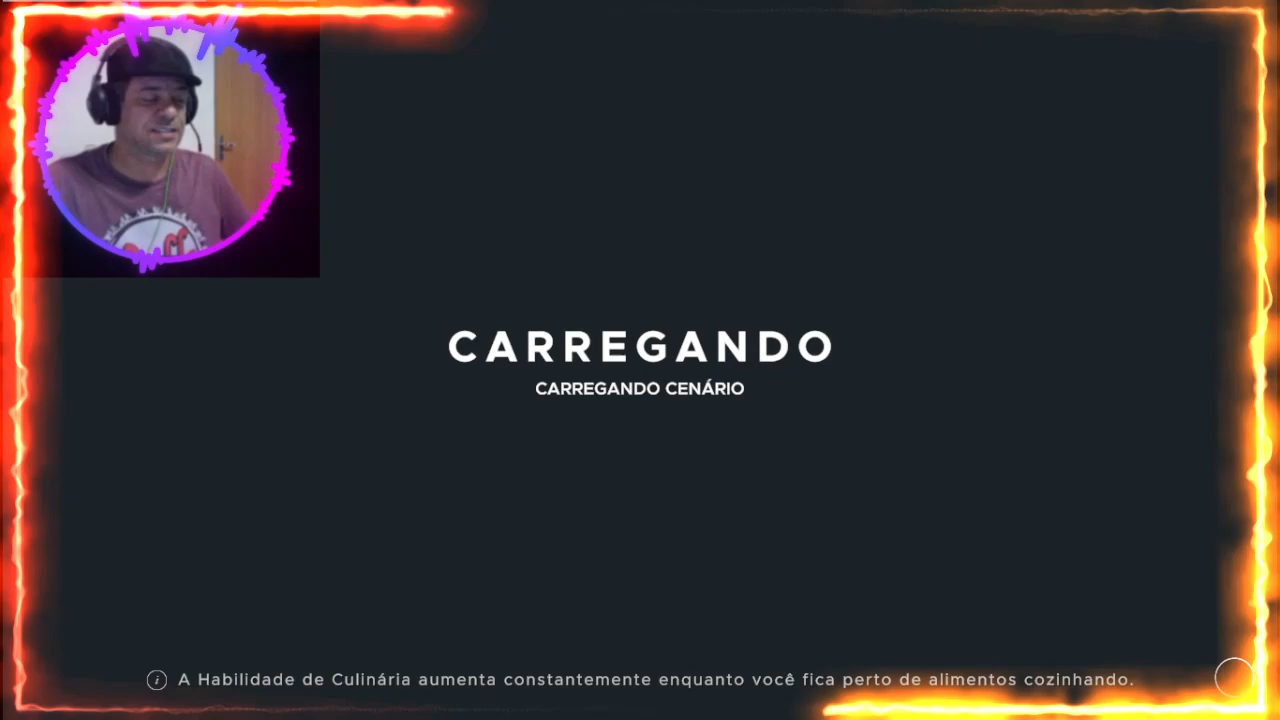 CARREGANDO
CARREGANDO CENÁRIO
A Habilidade de Culinária aumenta constantemente enquanto você fica perto de alimentos cozinhando.